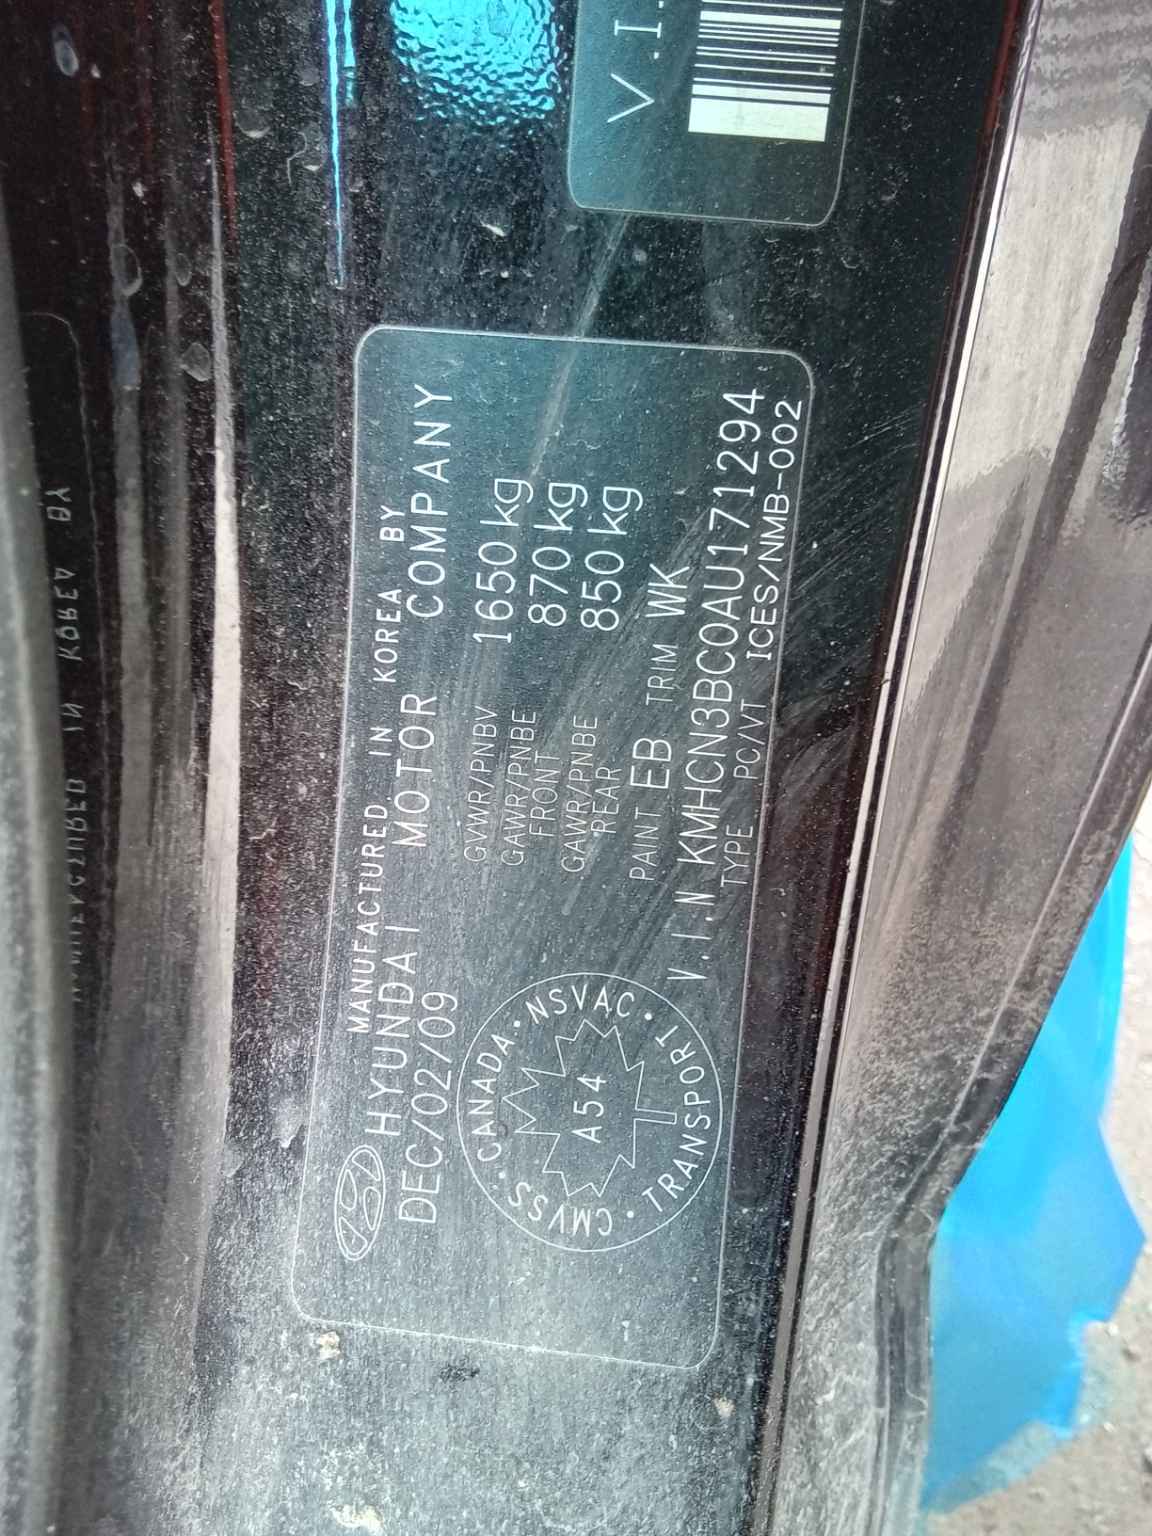 V.I.
MANUFACTURED IN KOREA BY
HYUNDAI MOTOR COMPANY
DEC/02/09
GVWR/PNBV 1650 kg
GAWR/PNBE 870 kg
FRONT
GAWR/PNBE 850 kg
REAR
PAINT EB TRIM WK
V.I.N KMHCN3BC0AU171294
TYPE PC/VT ICES/NMB-002
CMVSS · CANADA · NSVAC · TRANSPORT ·
A54